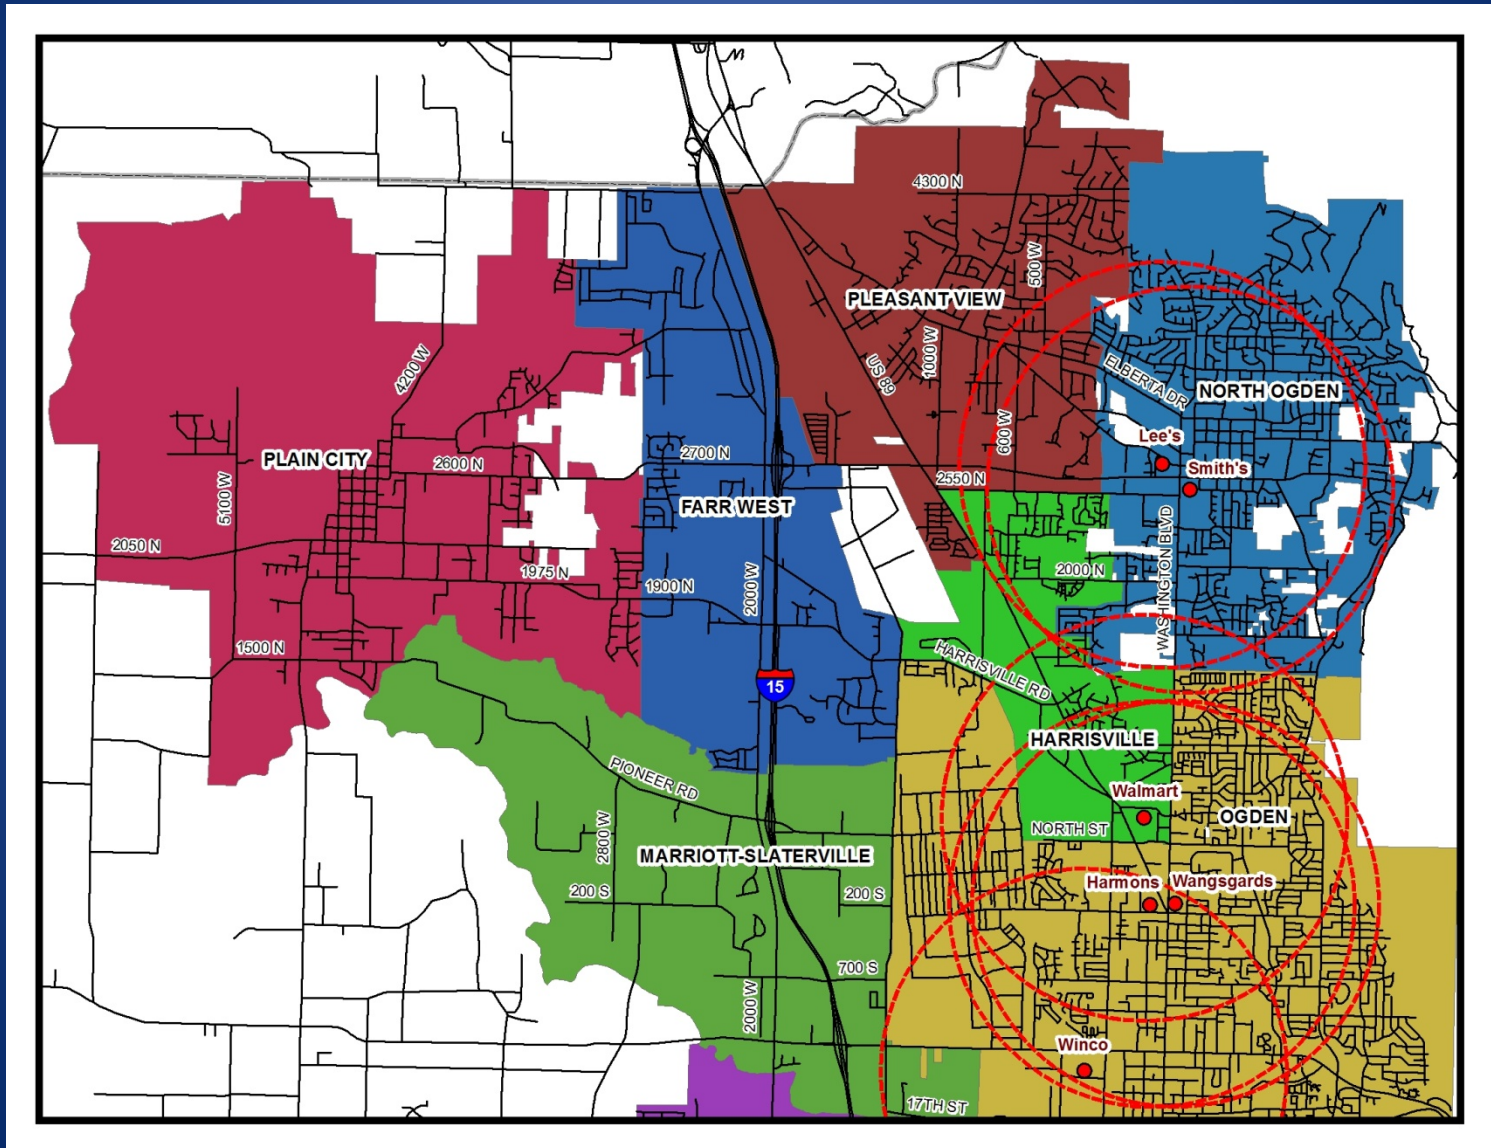 4300 N
500 W
PLEASANT VIEW
1000 W
US 89
4200 W
ELBERTA DR
NORTH OGDEN
600 W
Lee's
PLAIN CITY
2600 N
2700 N
Smith's
2550 N
5100 W
FARR WEST
WASHINGTON BLVD
2050 N
1975 N
1900 N
2000 W
2000 N
1500 N
HARRISVILLE RD
15
HARRISVILLE
PIONEER RD
Walmart
OGDEN
2800 W
NORTH ST
MARRIOTT-SLATERVILLE
200 S
200 S
Harmons
Wangsgards
700 S
2000 W
Winco
17TH ST